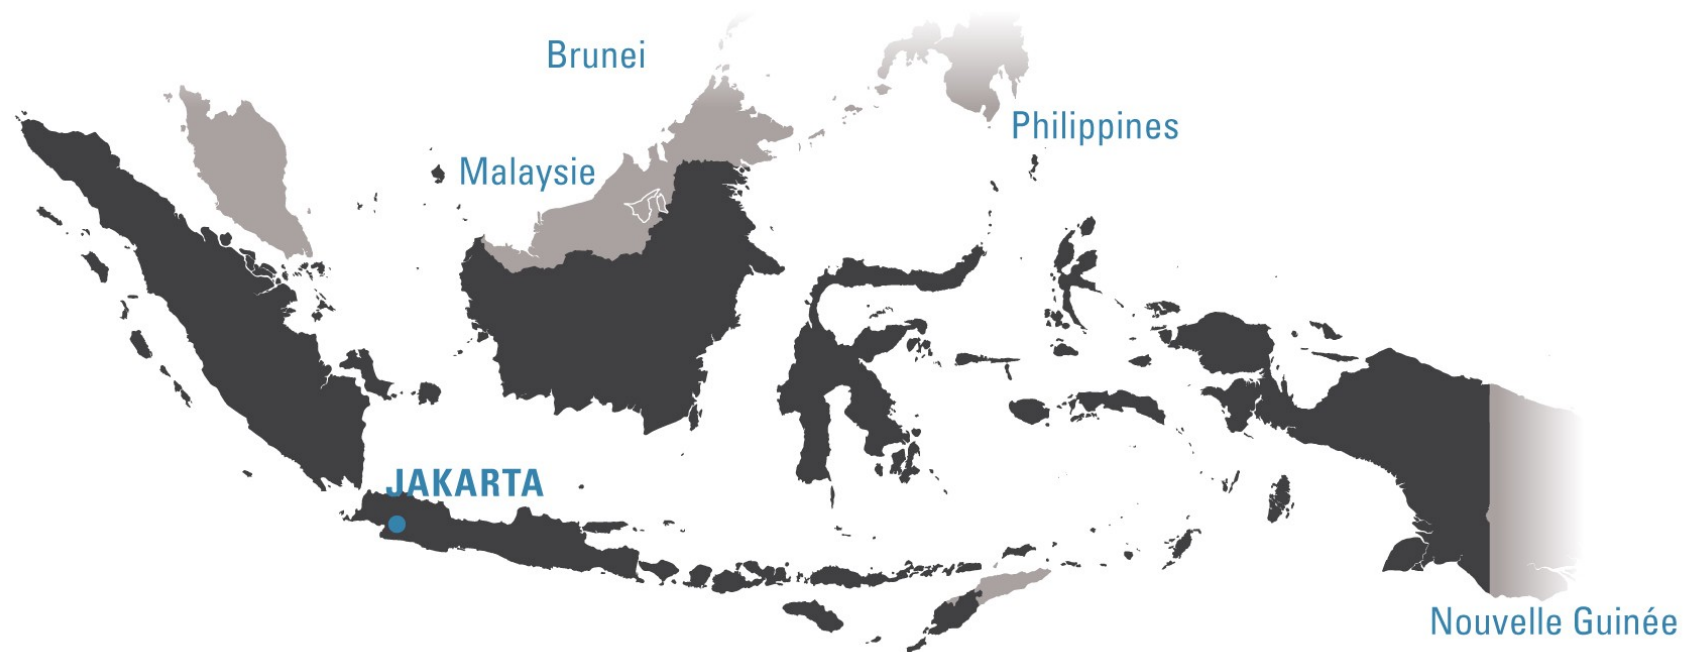 Brunei
Philippines
Malaysie
JAKARTA
Nouvelle Guinée